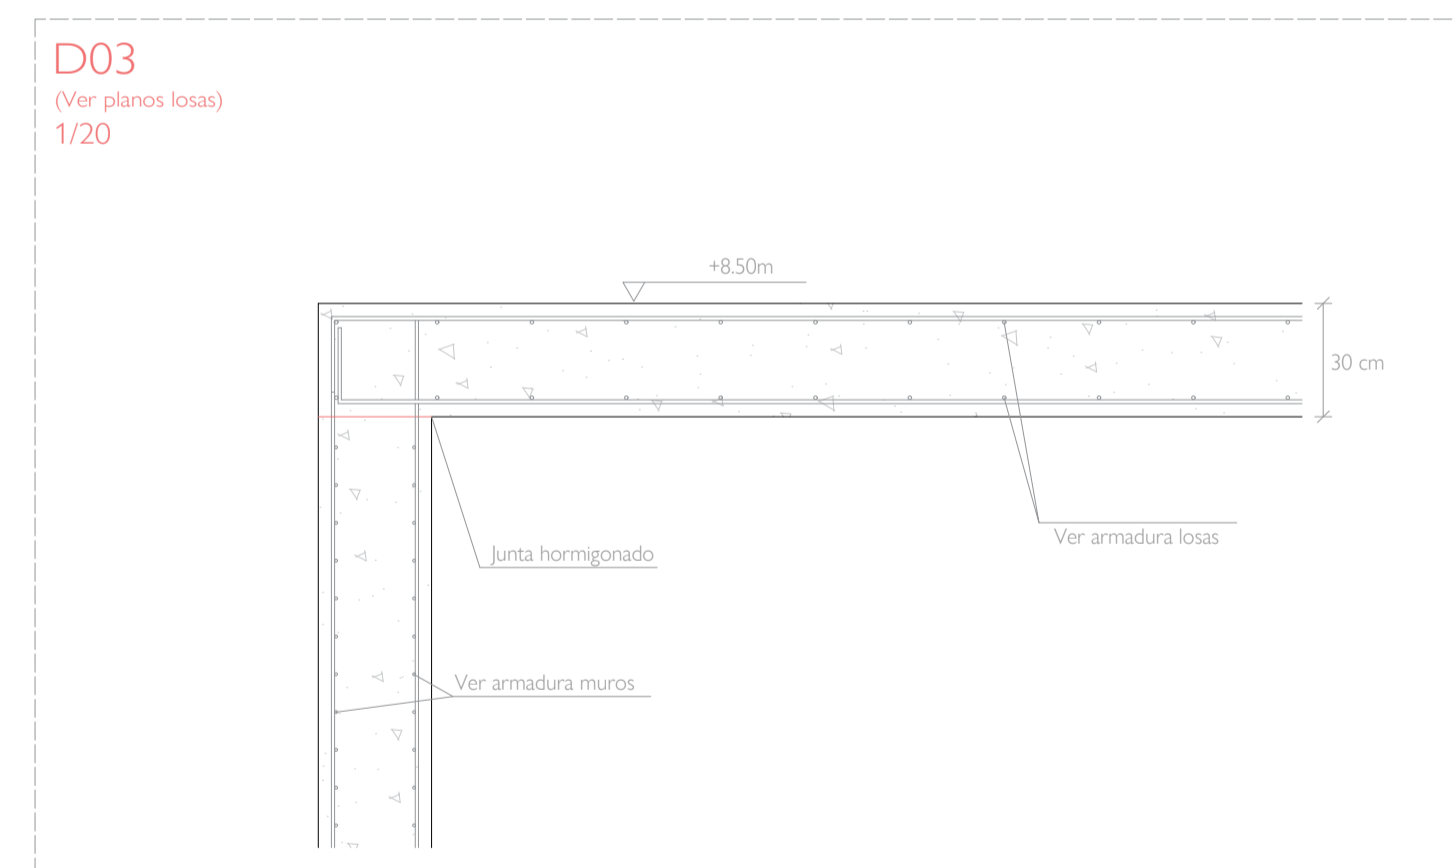 D03
(Ver planos losas)
1/20
+8.50m
30 cm
Ver armadura losas
Junta hormigonado
Ver armadura muros